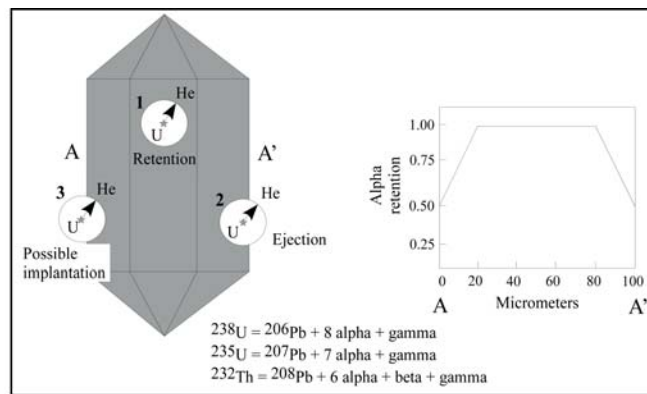 1
He
U
Retention
A
A'
3
He
U
2
He
U
Possible
implantation
Ejection
Alpha
retention
1.00
0.75
0.50
0.25
0
20
40
60
80
100
A
Micrometers
A'
238U = 206Pb + 8 alpha + gamma
235U = 207Pb + 7 alpha + gamma
232Th = 208Pb + 6 alpha + beta + gamma